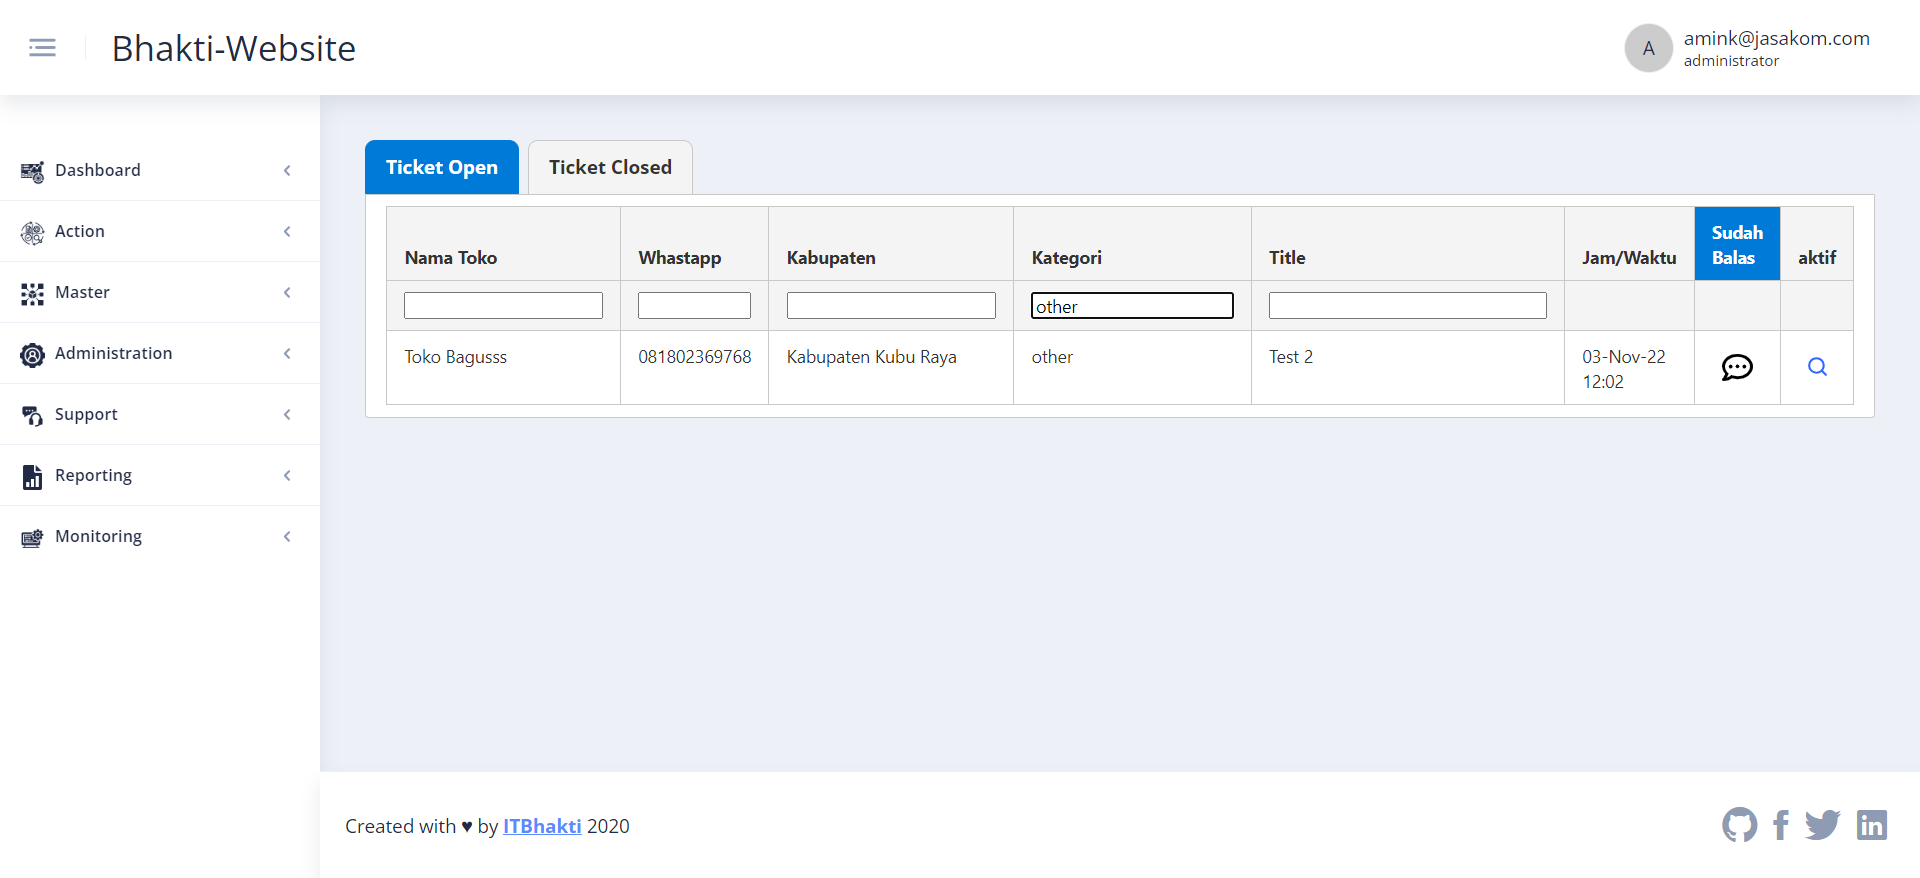 Bhakti-Website
A
amink@jasakom.com
administrator
Dashboard
Action
Master
Administration
Support
Reporting
Monitoring
Ticket Open
Ticket Closed
Nama Toko
Whastapp
Kabupaten
Kategori
Title
Jam/Waktu
Sudah
Balas
aktif
other
Toko Bagusss
081802369768
Kabupaten Kubu Raya
other
Test 2
03-Nov-22
12:02
Created with ♥ by ITBhakti 2020